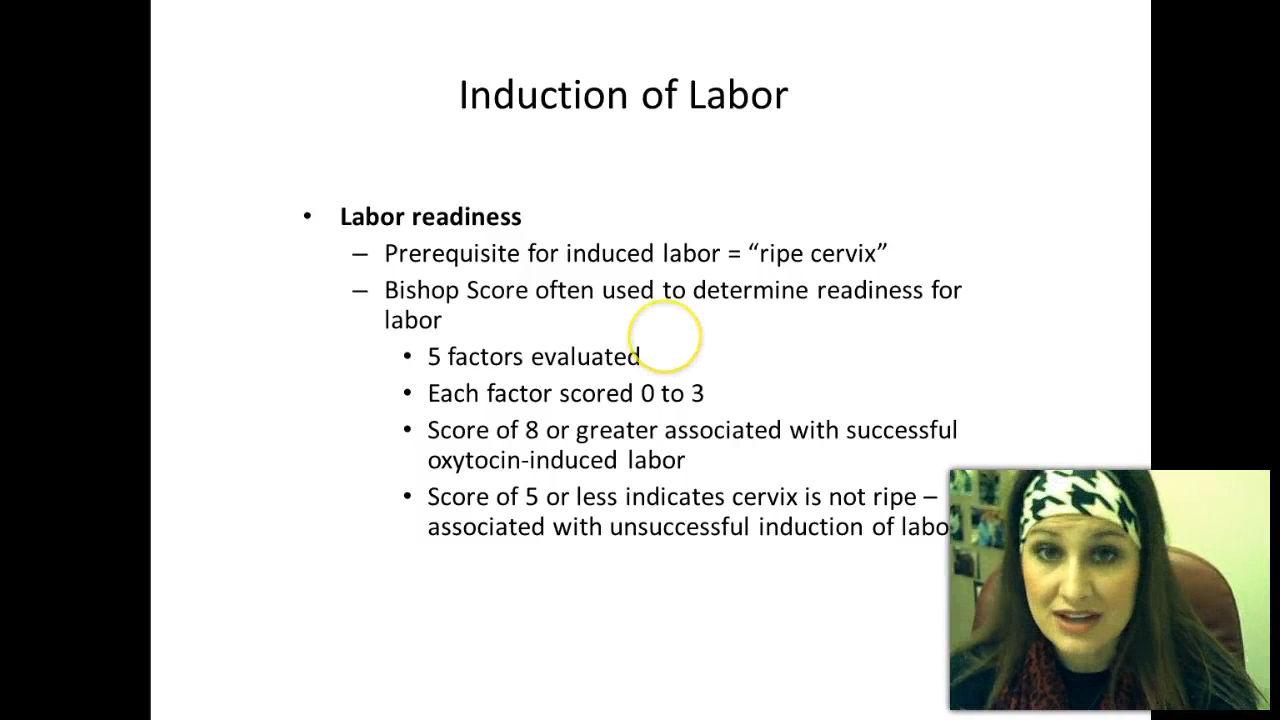 Induction of Labor
• Labor readiness
– Prerequisite for induced labor = “ripe cervix”
– Bishop Score often used to determine readiness for
labor
• 5 factors evaluated
• Each factor scored 0 to 3
• Score of 8 or greater associated with successful
oxytocin-induced labor
• Score of 5 or less indicates cervix is not ripe –
associated with unsuccessful induction of labo